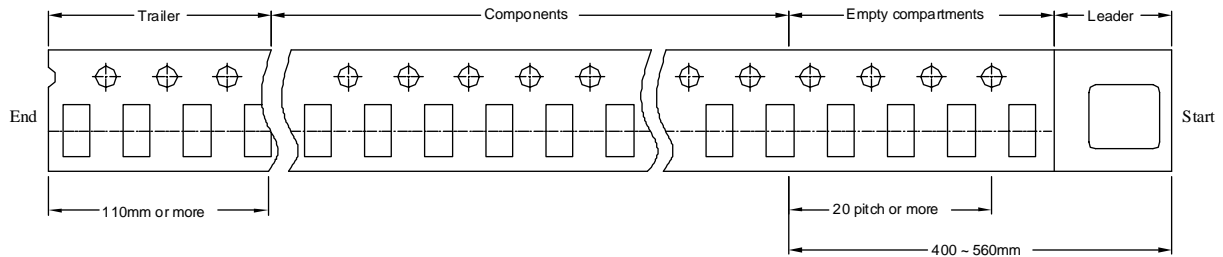 Trailer
Components
Empty compartments
Leader
End
Start
110mm or more
20 pitch or more
400 ~ 560mm